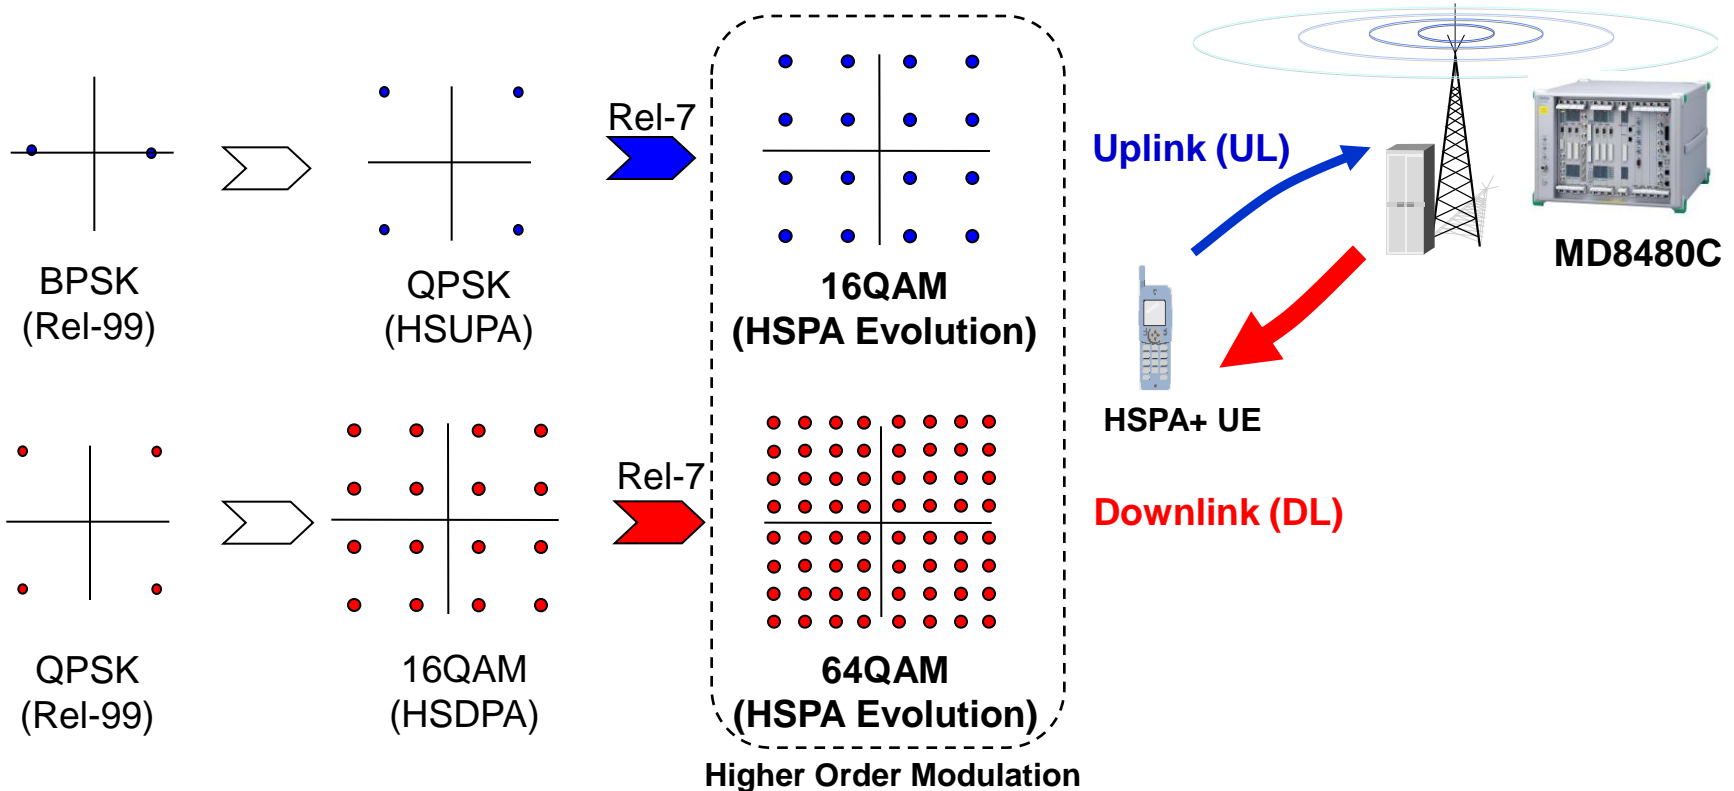 Rel-7
BPSK
(Rel-99)
QPSK
(HSUPA)
16QAM
(HSPA Evolution)
Uplink (UL)
MD8480C
HSPA+ UE
Downlink (DL)
Rel-7
QPSK
(Rel-99)
16QAM
(HSDPA)
64QAM
(HSPA Evolution)
Higher Order Modulation